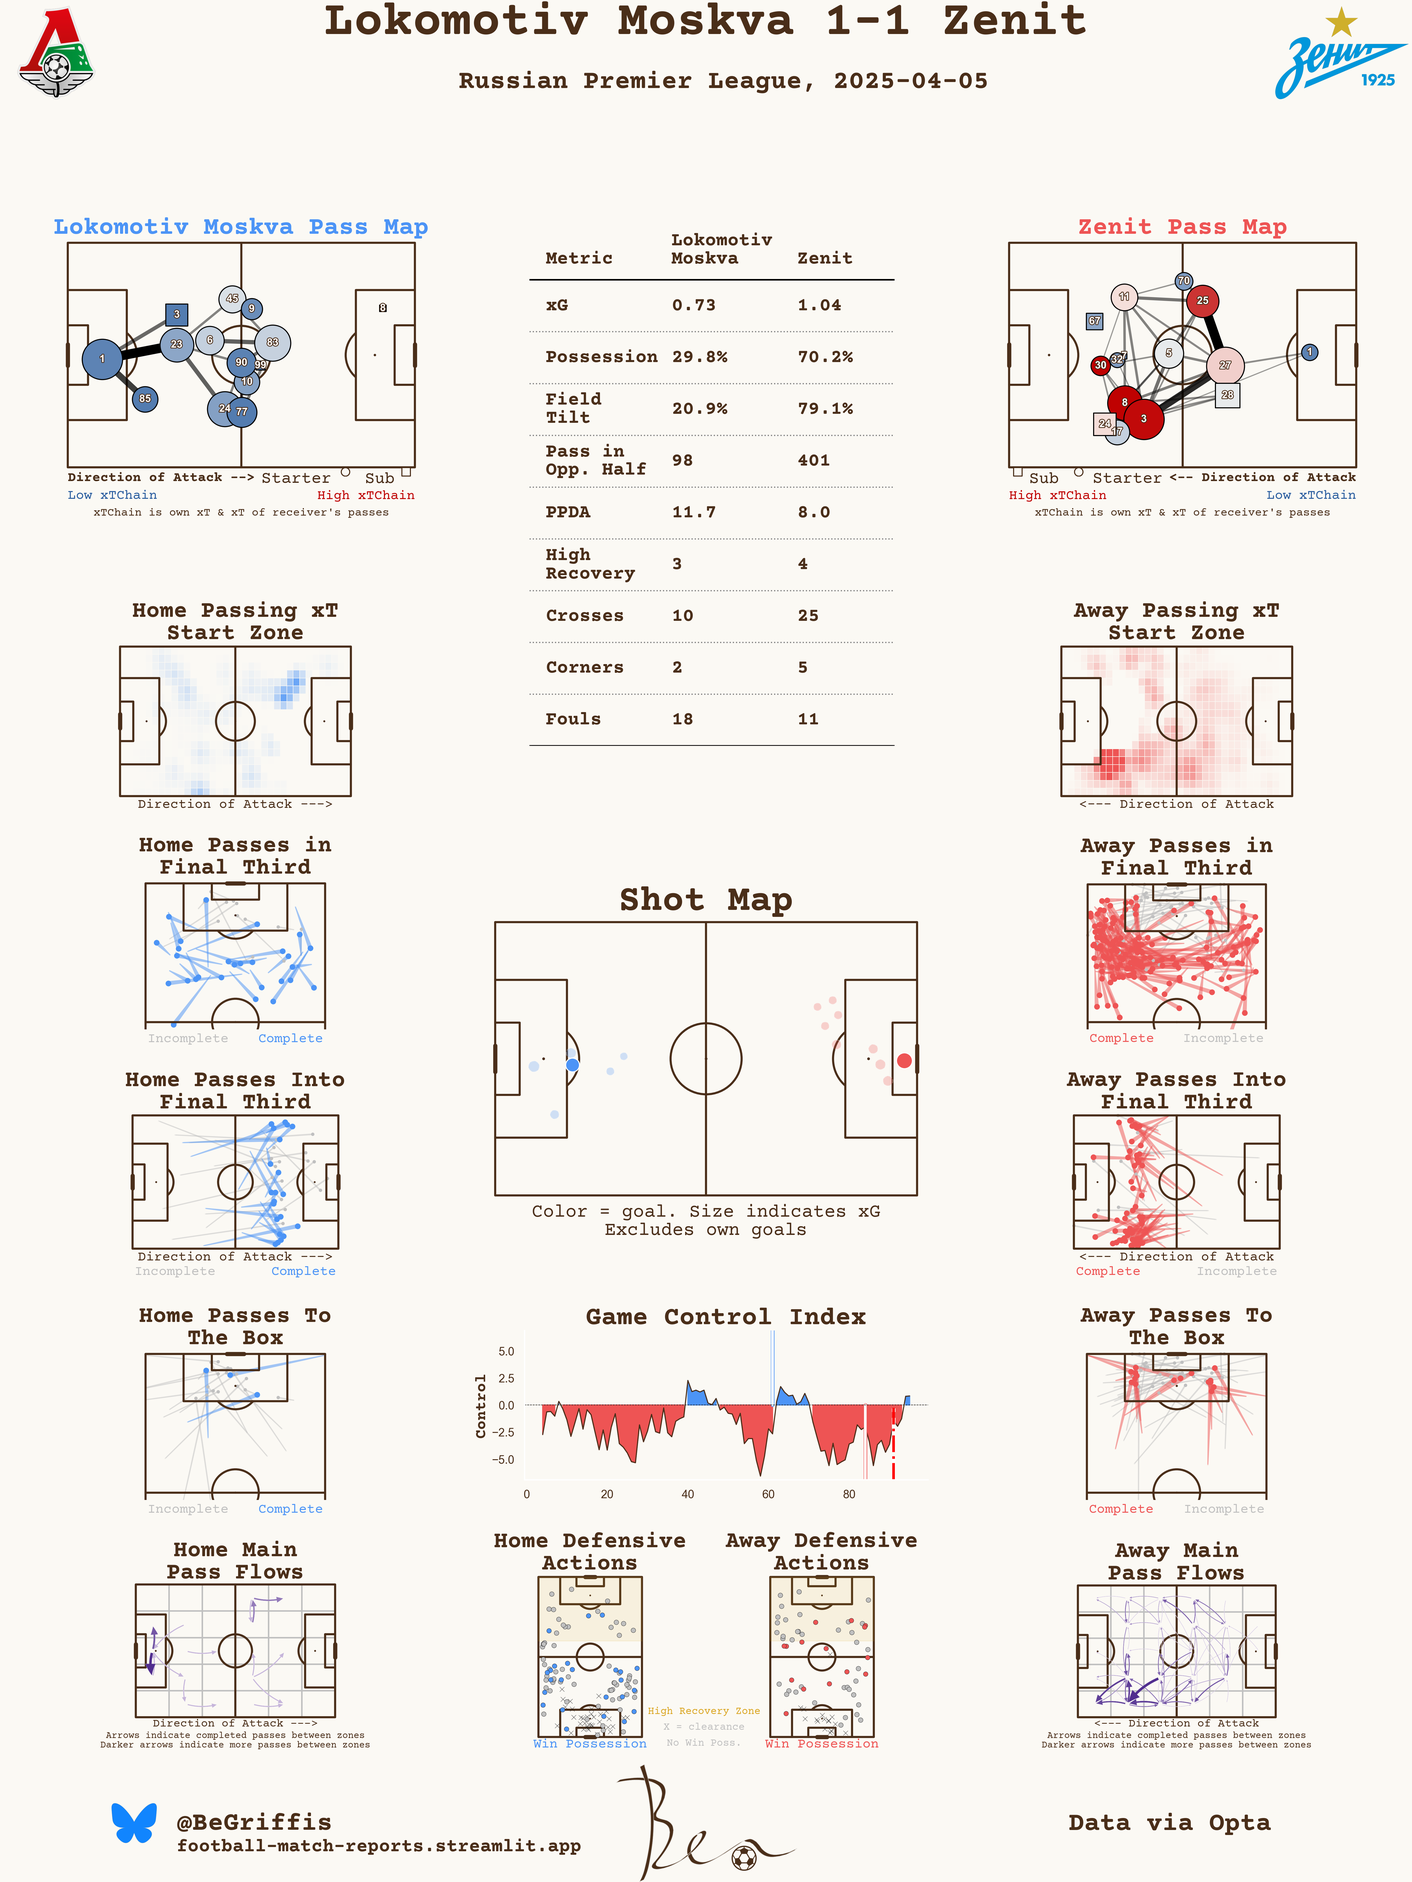 Lokomotiv Moskva 1-1 Zenit
Russian Premier League, 2025-04-05
Зенит
1925
Lokomotiv Moskva Pass Map
3
45
9
8
1
23
6
83
90
99
10
85
24
77
Direction of Attack --> Starter Sub
Low xTChain High xTChain
xTChain is own xT & xT of receiver's passes
Metric Lokomotiv Moskva Zenit
xG 0.73 1.04
Possession 29.8% 70.2%
Field Tilt 20.9% 79.1%
Pass in Opp. Half 98 401
PPDA 11.7 8.0
High Recovery 3 4
Crosses 10 25
Corners 2 5
Fouls 18 11
Zenit Pass Map
70
11
25
67
5
1
30
32
7
27
28
8
3
24
17
Sub Starter <-- Direction of Attack
High xTChain Low xTChain
xTChain is own xT & xT of receiver's passes
Home Passing xT
Start Zone
Direction of Attack --->
Away Passing xT
Start Zone
<--- Direction of Attack
Home Passes in
Final Third
Incomplete Complete
Away Passes in
Final Third
Complete Incomplete
Shot Map
Color = goal. Size indicates xG
Excludes own goals
Home Passes Into
Final Third
Direction of Attack --->
Incomplete Complete
Away Passes Into
Final Third
<--- Direction of Attack
Complete Incomplete
Home Passes To
The Box
Incomplete Complete
Game Control Index
Control
5.0
2.5
0.0
−2.5
−5.0
0 20 40 60 80
Away Passes To
The Box
Complete Incomplete
Home Main
Pass Flows
Direction of Attack --->
Arrows indicate completed passes between zones
Darker arrows indicate more passes between zones
Home Defensive
Actions
Win Possession
Away Defensive
Actions
Win Possession
High Recovery Zone
X = clearance
No Win Poss.
Away Main
Pass Flows
<--- Direction of Attack
Arrows indicate completed passes between zones
Darker arrows indicate more passes between zones
@BeGriffis
football-match-reports.streamlit.app
Ben
Data via Opta